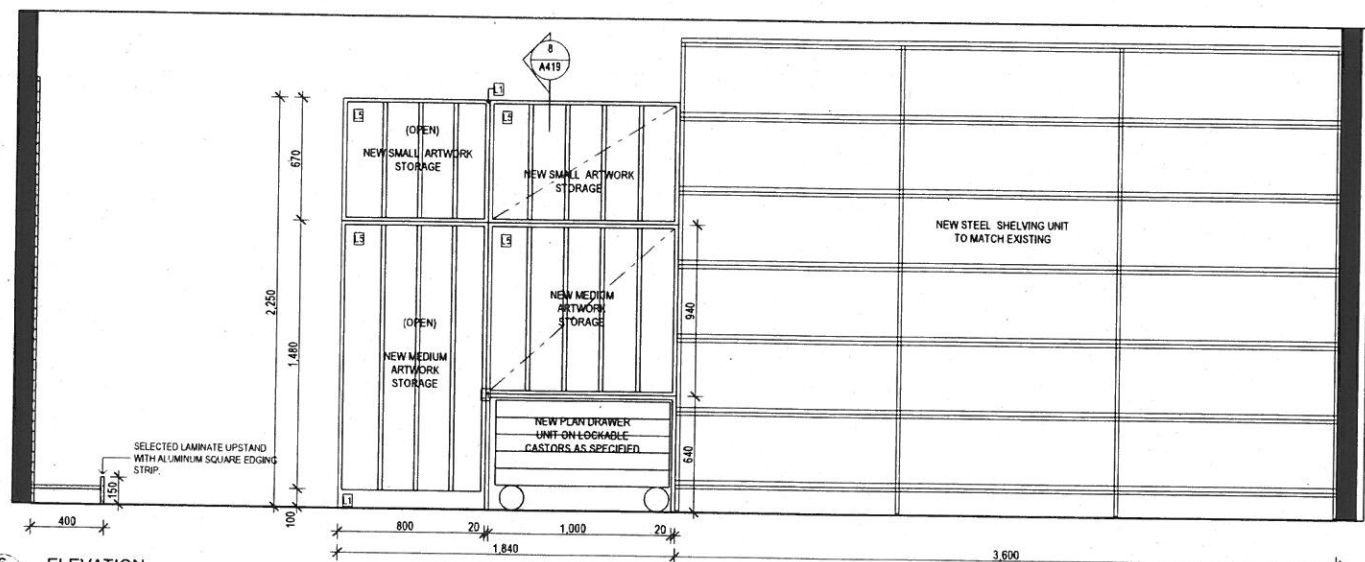 8
A419
L1
L5
(OPEN)
NEW SMALL ARTWORK
STORAGE
L5
NEW SMALL ARTWORK
STORAGE
670
2,250
NEW STEEL SHELVING UNIT
TO MATCH EXISTING
L5
(OPEN)
NEW MEDIUM
ARTWORK
STORAGE
L5
NEW MEDIUM
ARTWORK
STORAGE
940
1,480
NEW PLAN DRAWER
UNIT ON LOCKABLE
CASTORS AS SPECIFIED
640
SELECTED LAMINATE UPSTAND
WITH ALUMINUM SQUARE EDGING
STRIP.
150
L1
100
400
800
20
1,000
20
1,840
3,600
ELEVATION